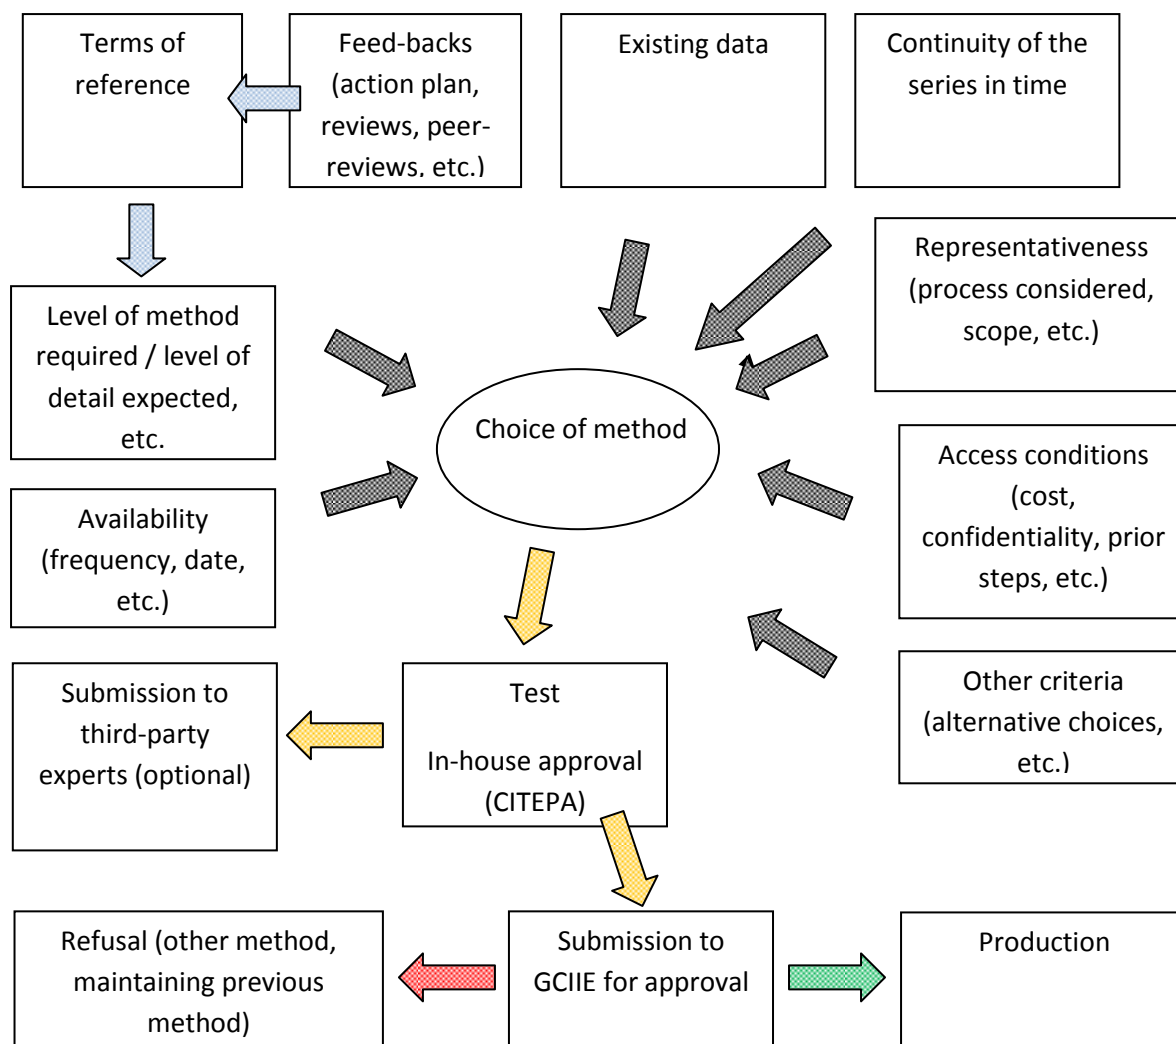 Terms of
reference
Feed-backs
(action plan,
reviews, peer-
reviews, etc.)
Existing data
Continuity of the
series in time
Representativeness
(process considered,
scope, etc.)
Level of method
required / level of
detail expected,
etc.
Choice of method
Access conditions
(cost,
confidentiality, prior
steps, etc.)
Availability
(frequency, date,
etc.)
Submission to
third-party
experts (optional)
Test
In-house approval
(CITEPA)
Other criteria
(alternative choices,
etc.)
Refusal (other method,
maintaining previous
method)
Submission to
GCIIE for approval
Production